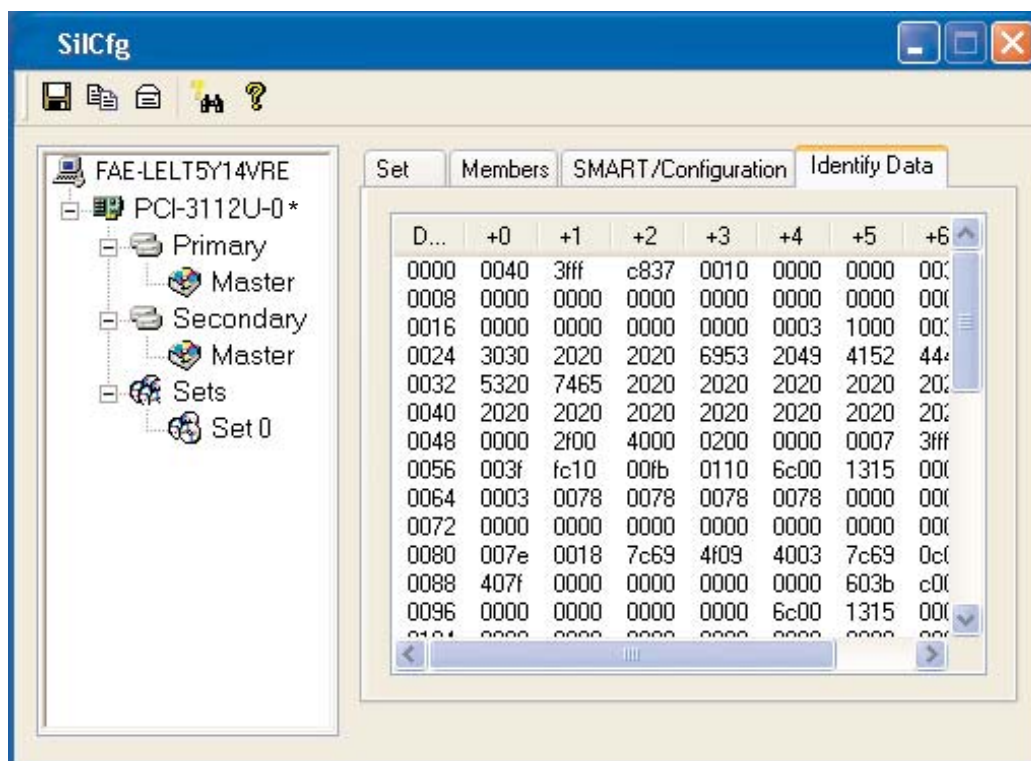 SilCfg
FAE-LELT5Y14VRE
PCI-3112U-0*
Primary
Master
Secondary
Master
Sets
Set 0
Set Members SMART/Configuration Identify Data
D... +0 +1 +2 +3 +4 +5 +6
0000 0040 3fff c837 0010 0000 0000
0008 0000 0000 0000 0000 0000 0000
0016 0000 0000 0000 0000 0003 1000
0024 3030 2020 2020 6953 2049 4152
0032 5320 7465 2020 2020 2020 2020
0040 2020 2020 2020 2020 2020 2020
0048 0000 2f00 4000 0200 0000 0007 3fff
0056 003f fc10 00fb 0110 6c00 1315
0064 0003 0078 0078 0078 0078 0000
0072 0000 0000 0000 0000 0000 0000
0080 007e 0018 7c69 4f09 4003 7c69
0088 407f 0000 0000 0000 0000 603b
0096 0000 0000 0000 0000 6c00 1315